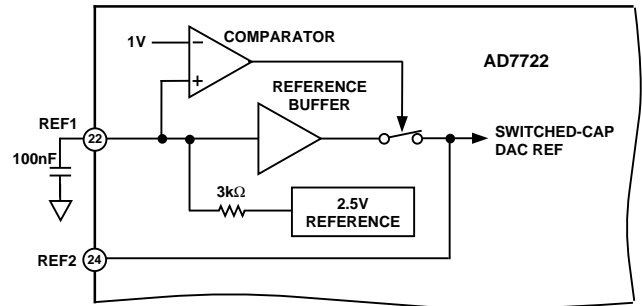 COMPARATOR
1V
−
+
AD7722
REFERENCE
BUFFER
REF1
22
SWITCHED-CAP
DAC REF
100nF
3kΩ
2.5V
REFERENCE
REF2
24